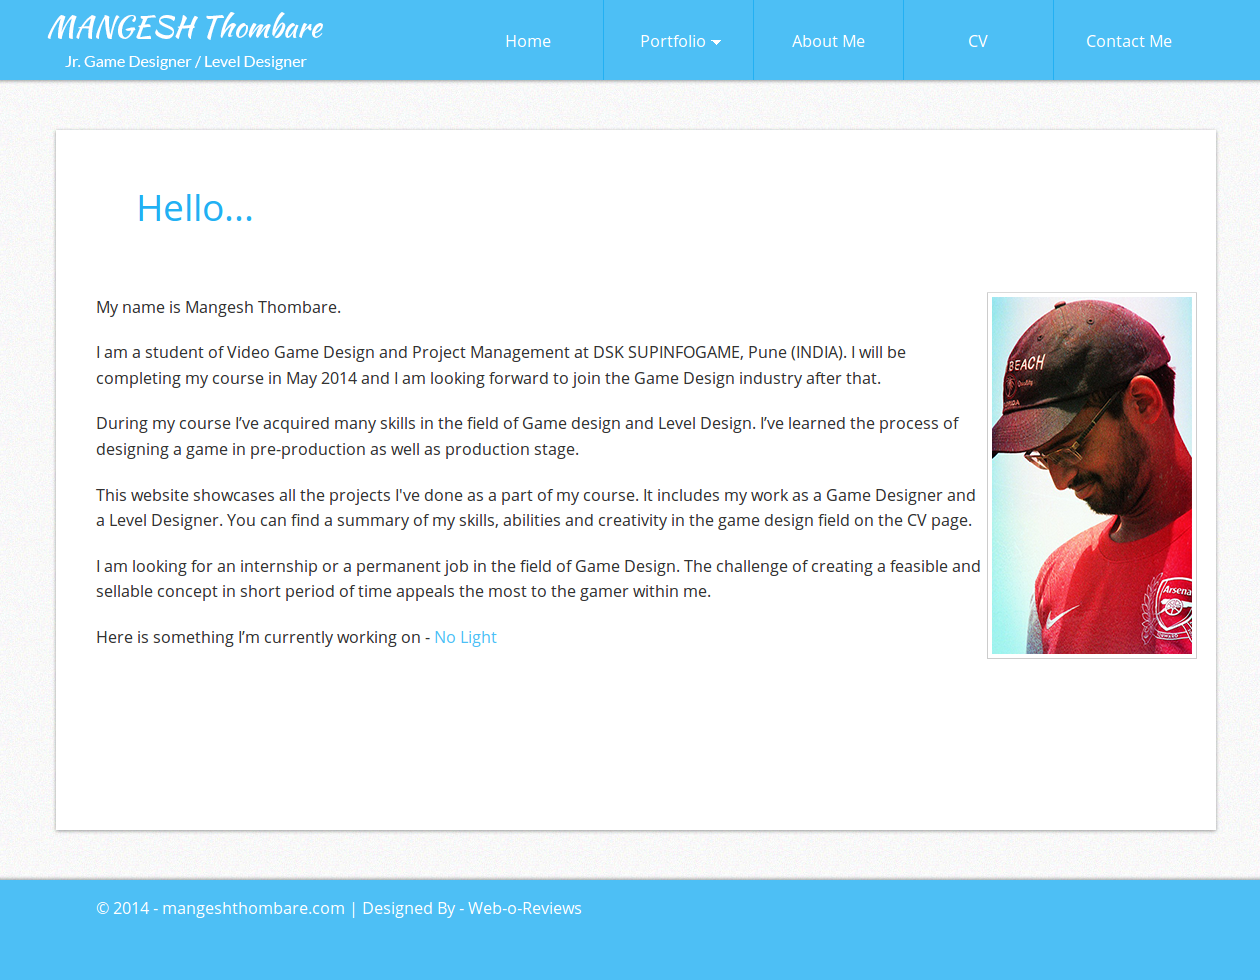 MANGESH Thombare
Jr. Game Designer / Level Designer
Home
Portfolio
About Me
CV
Contact Me
Hello...
My name is Mangesh Thombare.
I am a student of Video Game Design and Project Management at DSK SUPINFOGAME, Pune (INDIA). I will be
completing my course in May 2014 and I am looking forward to join the Game Design industry after that.
During my course I’ve acquired many skills in the field of Game design and Level Design. I’ve learned the process of
designing a game in pre-production as well as production stage.
This website showcases all the projects I've done as a part of my course. It includes my work as a Game Designer and
a Level Designer. You can find a summary of my skills, abilities and creativity in the game design field on the CV page.
I am looking for an internship or a permanent job in the field of Game Design. The challenge of creating a feasible and
sellable concept in short period of time appeals the most to the gamer within me.
Here is something I’m currently working on - No Light
BEACH
Arsenal
FORWARD
© 2014 - mangeshthombare.com | Designed By - Web-o-Reviews